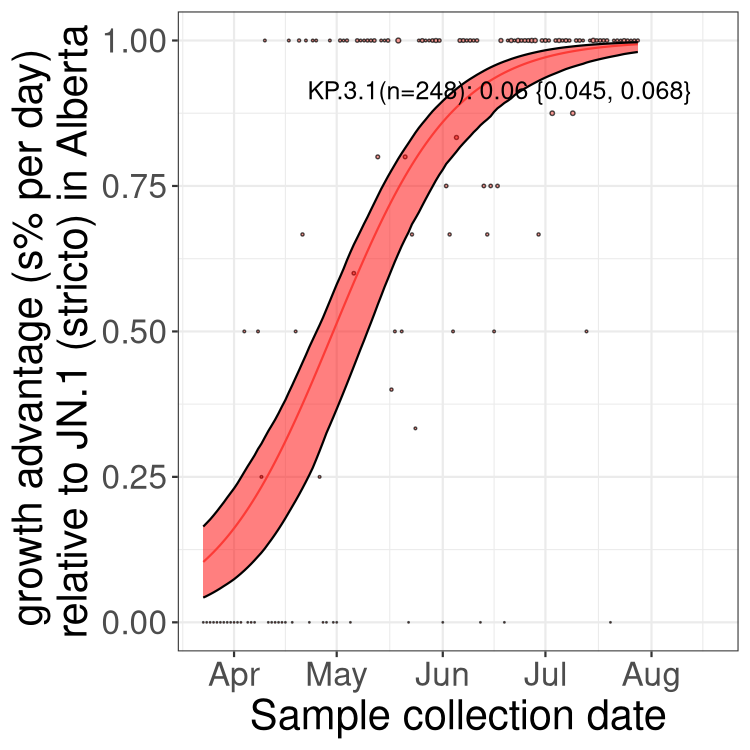 growth advantage (s% per day)
relative to JN.1 (stricto) in Alberta
1.00
0.75
0.50
0.25
0.00
KP.3.1(n=248): 0.06 {0.045, 0.068}
Apr May Jun Jul Aug
Sample collection date